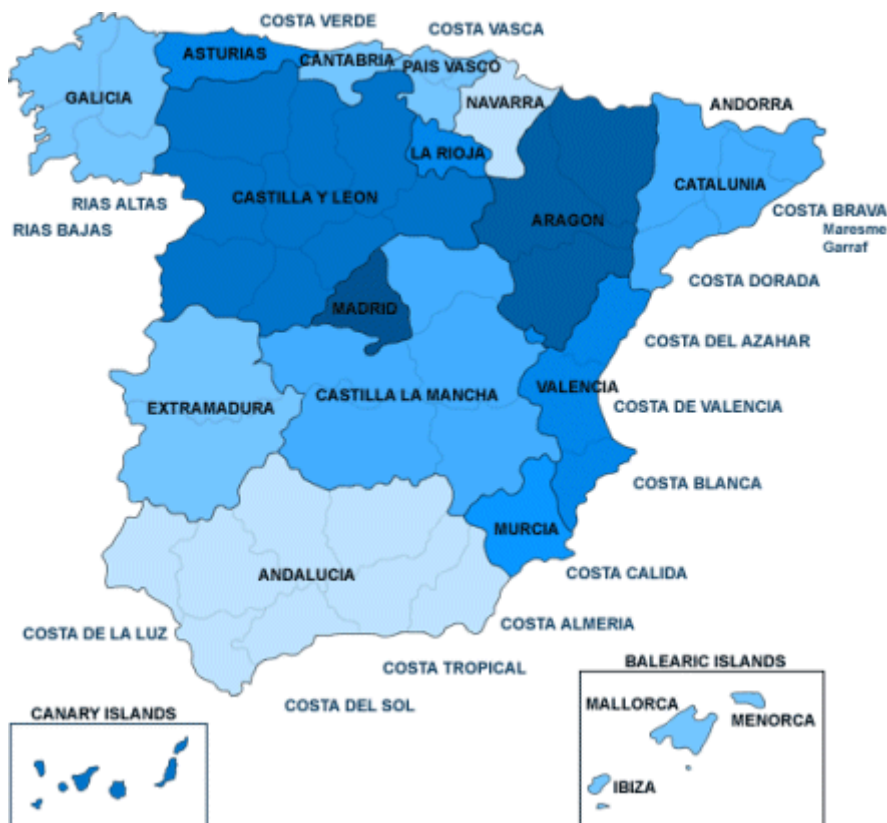 COSTA VERDE
COSTA VASCA
ASTURIAS
CANTABRIA
PAIS VASCO
GALICIA
NAVARRA
ANDORRA
LA RIOJA
CATALUNIA
RIAS ALTAS
CASTILLA Y LEON
ARAGON
COSTA BRAVA
Maresme
Garraf
RIAS BAJAS
COSTA DORADA
MADRID
COSTA DEL AZAHAR
EXTRAMADURA
CASTILLA LA MANCHA
VALENCIA
COSTA DE VALENCIA
COSTA BLANCA
MURCIA
ANDALUCIA
COSTA CALIDA
COSTA DE LA LUZ
COSTA ALMERIA
COSTA TROPICAL
COSTA DEL SOL
BALEARIC ISLANDS
MALLORCA
MENORCA
IBIZA
CANARY ISLANDS